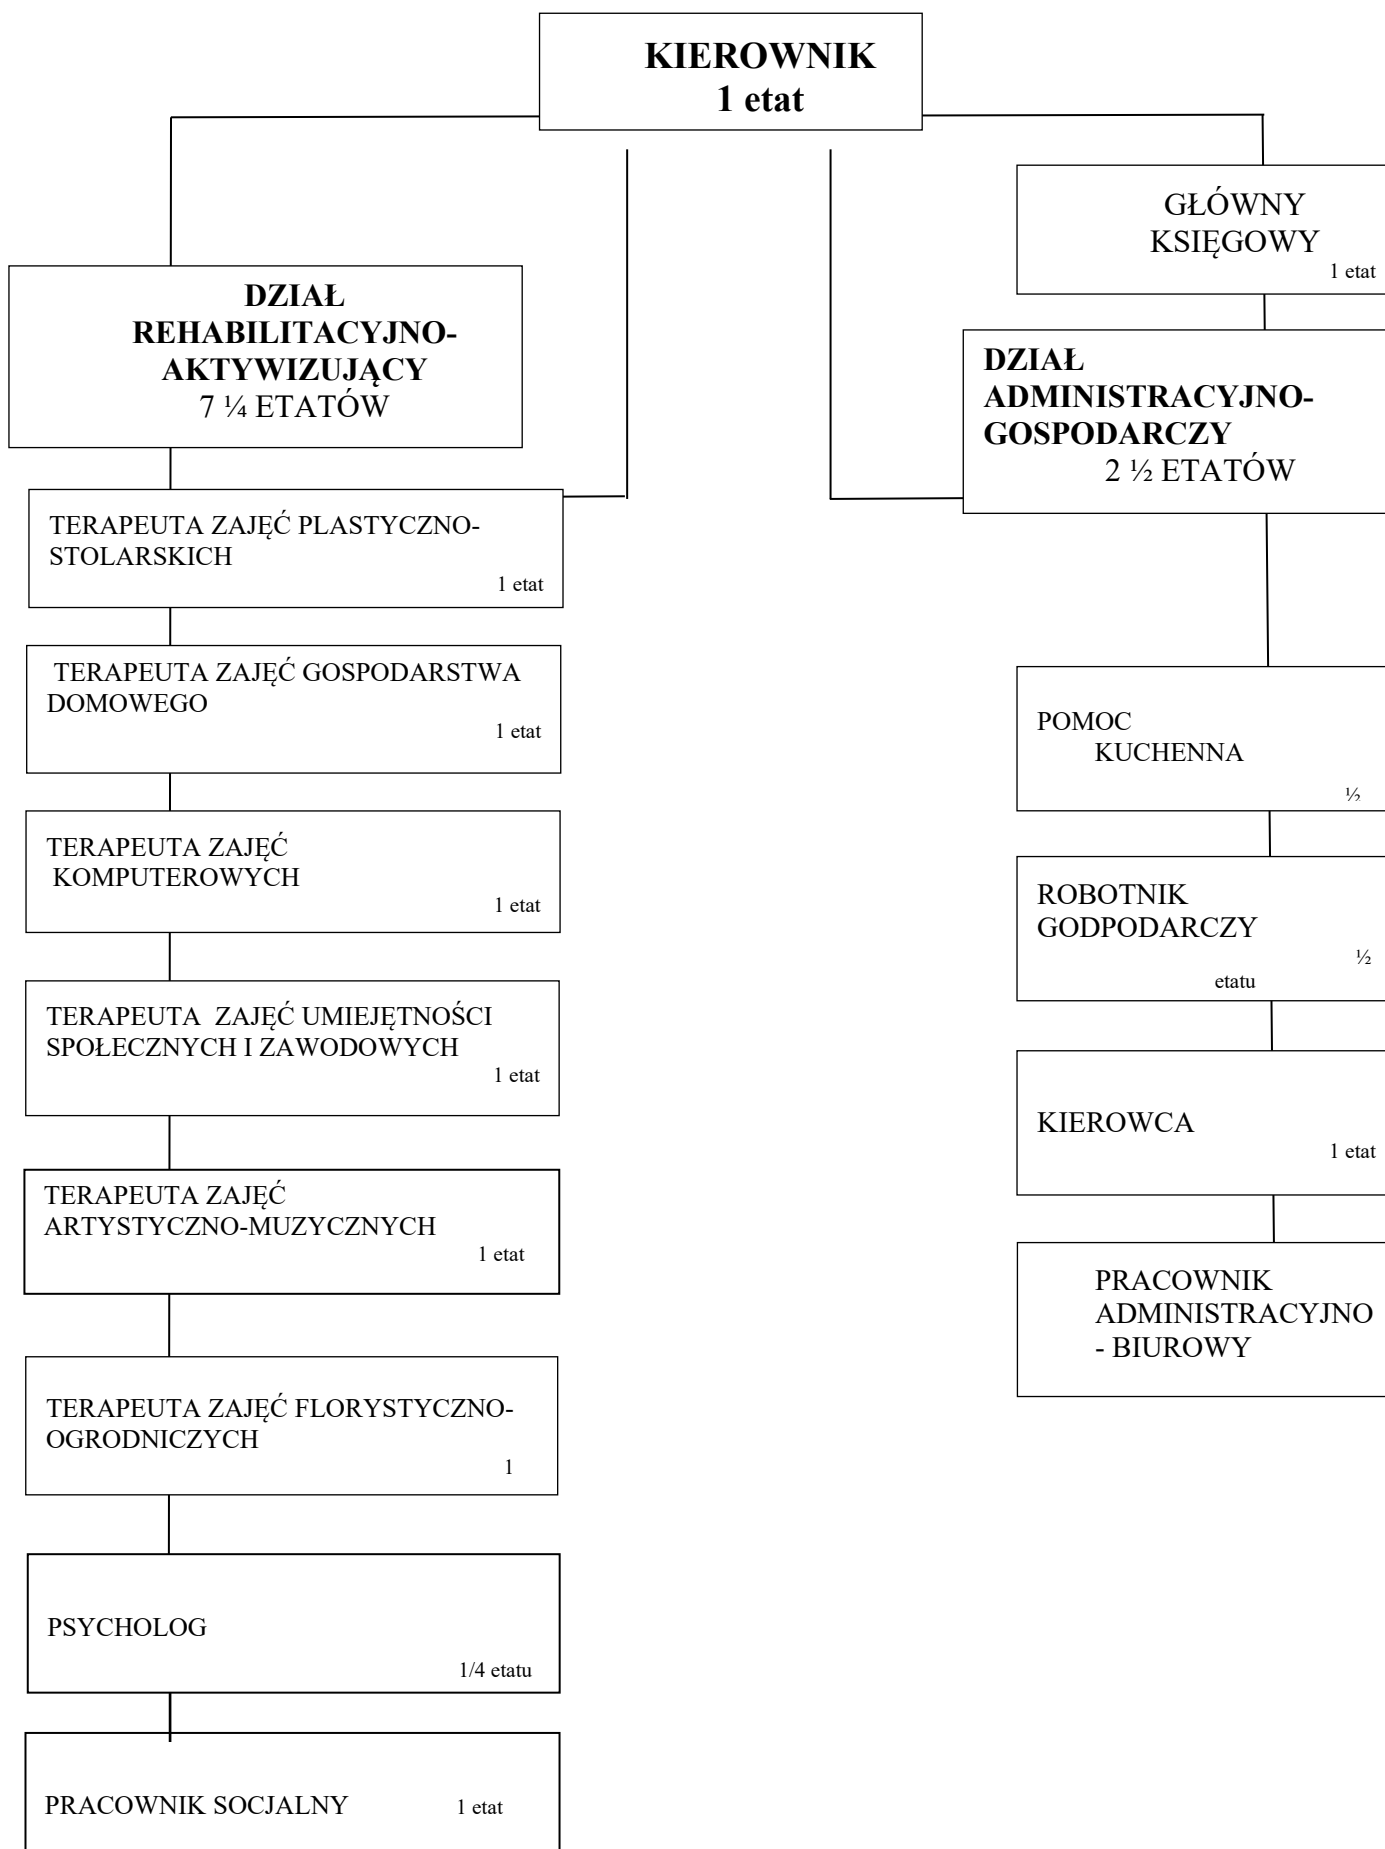 KIEROWNIK
1 etat
GŁÓWNY
KSIĘGOWY
1 etat
DZIAŁ
REHABILITACYJNO-
AKTYWIZUJĄCY
7 ¼ ETATÓW
DZIAŁ
ADMINISTRACYJNO-
GOSPODARCZY
2 ½ ETATÓW
TERAPEUTA ZAJĘĆ PLASTYCZNO-
STOLARSKICH
1 etat
TERAPEUTA ZAJĘĆ GOSPODARSTWA
DOMOWEGO
1 etat
TERAPEUTA ZAJĘĆ
KOMPUTEROWYCH
1 etat
TERAPEUTA  ZAJĘĆ UMIEJĘTNOŚCI
SPOŁECZNYCH I ZAWODOWYCH
1 etat
TERAPEUTA ZAJĘĆ
ARTYSTYCZNO-MUZYCZNYCH
1 etat
TERAPEUTA ZAJĘĆ FLORYSTYCZNO-
OGRODNICZYCH
1
PSYCHOLOG
1/4 etatu
PRACOWNIK SOCJALNY 1 etat
POMOC
KUCHENNA
½
ROBOTNIK
GODPODARCZY
½
etatu
KIEROWCA
1 etat
PRACOWNIK
ADMINISTRACYJNO
- BIUROWY